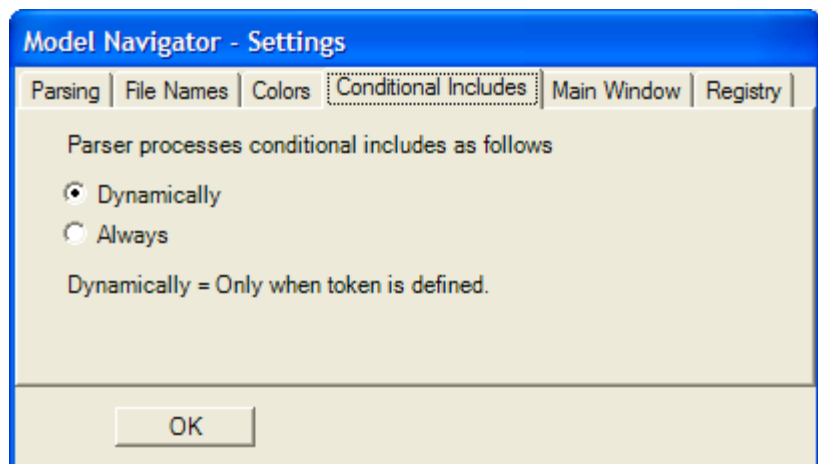 Model Navigator - Settings
Parsing File Names Colors Conditional Includes Main Window Registry
Parser processes conditional includes as follows
Dynamically
Always
Dynamically = Only when token is defined.
OK